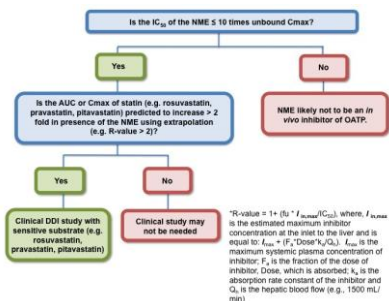 Is the IC50 of the NME ≤ 10 times unbound Cmax?
Yes
No
Is the AUC or Cmax of statin (e.g. rosuvastatin,
pravastatin, pitavastatin) predicted to increase > 2
fold in presence of the NME using extrapolation
(e.g. R-value > 2)?
NME likely not to be an in
vivo inhibitor of OATP.
Yes
No
Clinical DDI study with
sensitive substrate (e.g.
rosuvastatin,
pravastatin, pitavastatin)
Clinical study may
not be needed
*R-value = 1+ (fu * I in,max/IC50), where, I in,max
is the estimated maximum inhibitor
concentration at the inlet to the liver and is
equal to: Imax + (Fa*Dose*ka/Qh). Imax is the
maximum systemic plasma concentration of
inhibitor; Fa is the fraction of the dose of
inhibitor, Dose, which is absorbed; ka is the
absorption rate constant of the inhibitor and
Qh is the hepatic blood flow (e.g., 1500 mL/
min)